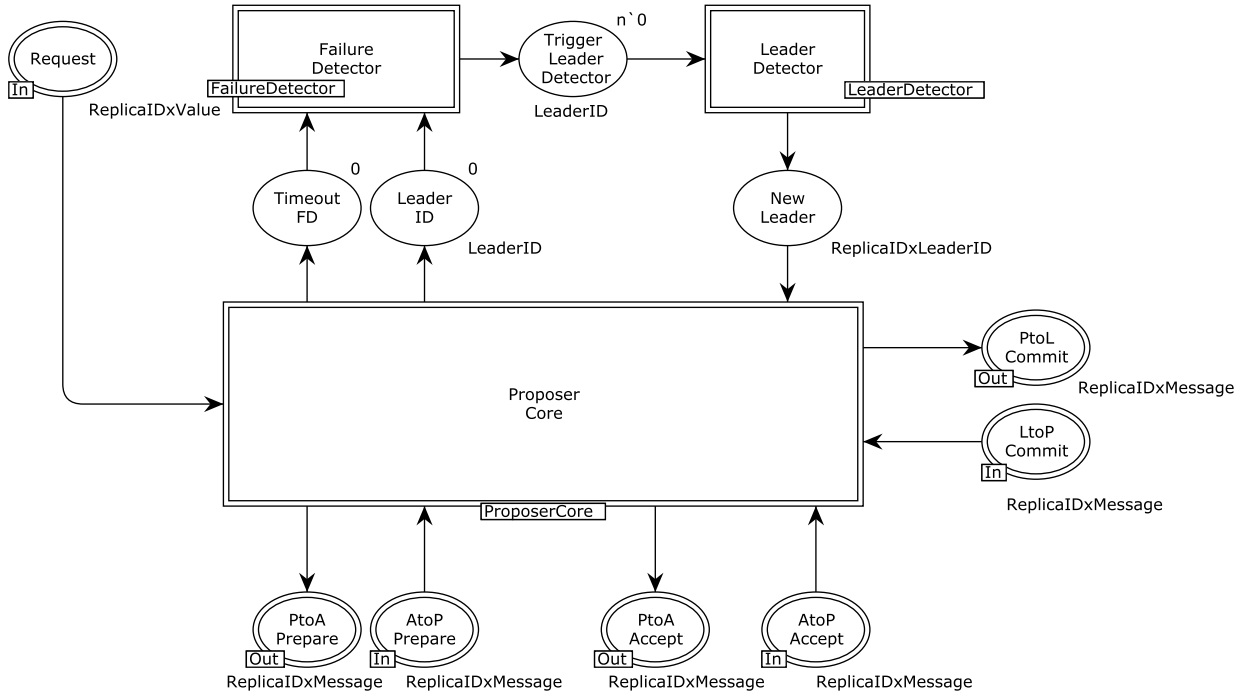 Request
In
ReplicaIDxValue
Failure
Detector
FailureDetector
Trigger
Leader
Detector
n`0
LeaderID
Leader
Detector
LeaderDetector
Timeout
FD
0
Leader
ID
0
LeaderID
New
Leader
ReplicaIDxLeaderID
Proposer
Core
ProposerCore
PtoL
Commit
Out
ReplicaIDxMessage
LtoP
Commit
In
ReplicaIDxMessage
PtoA
Prepare
Out
ReplicaIDxMessage
AtoP
Prepare
In
ReplicaIDxMessage
PtoA
Accept
Out
ReplicaIDxMessage
AtoP
Accept
In
ReplicaIDxMessage